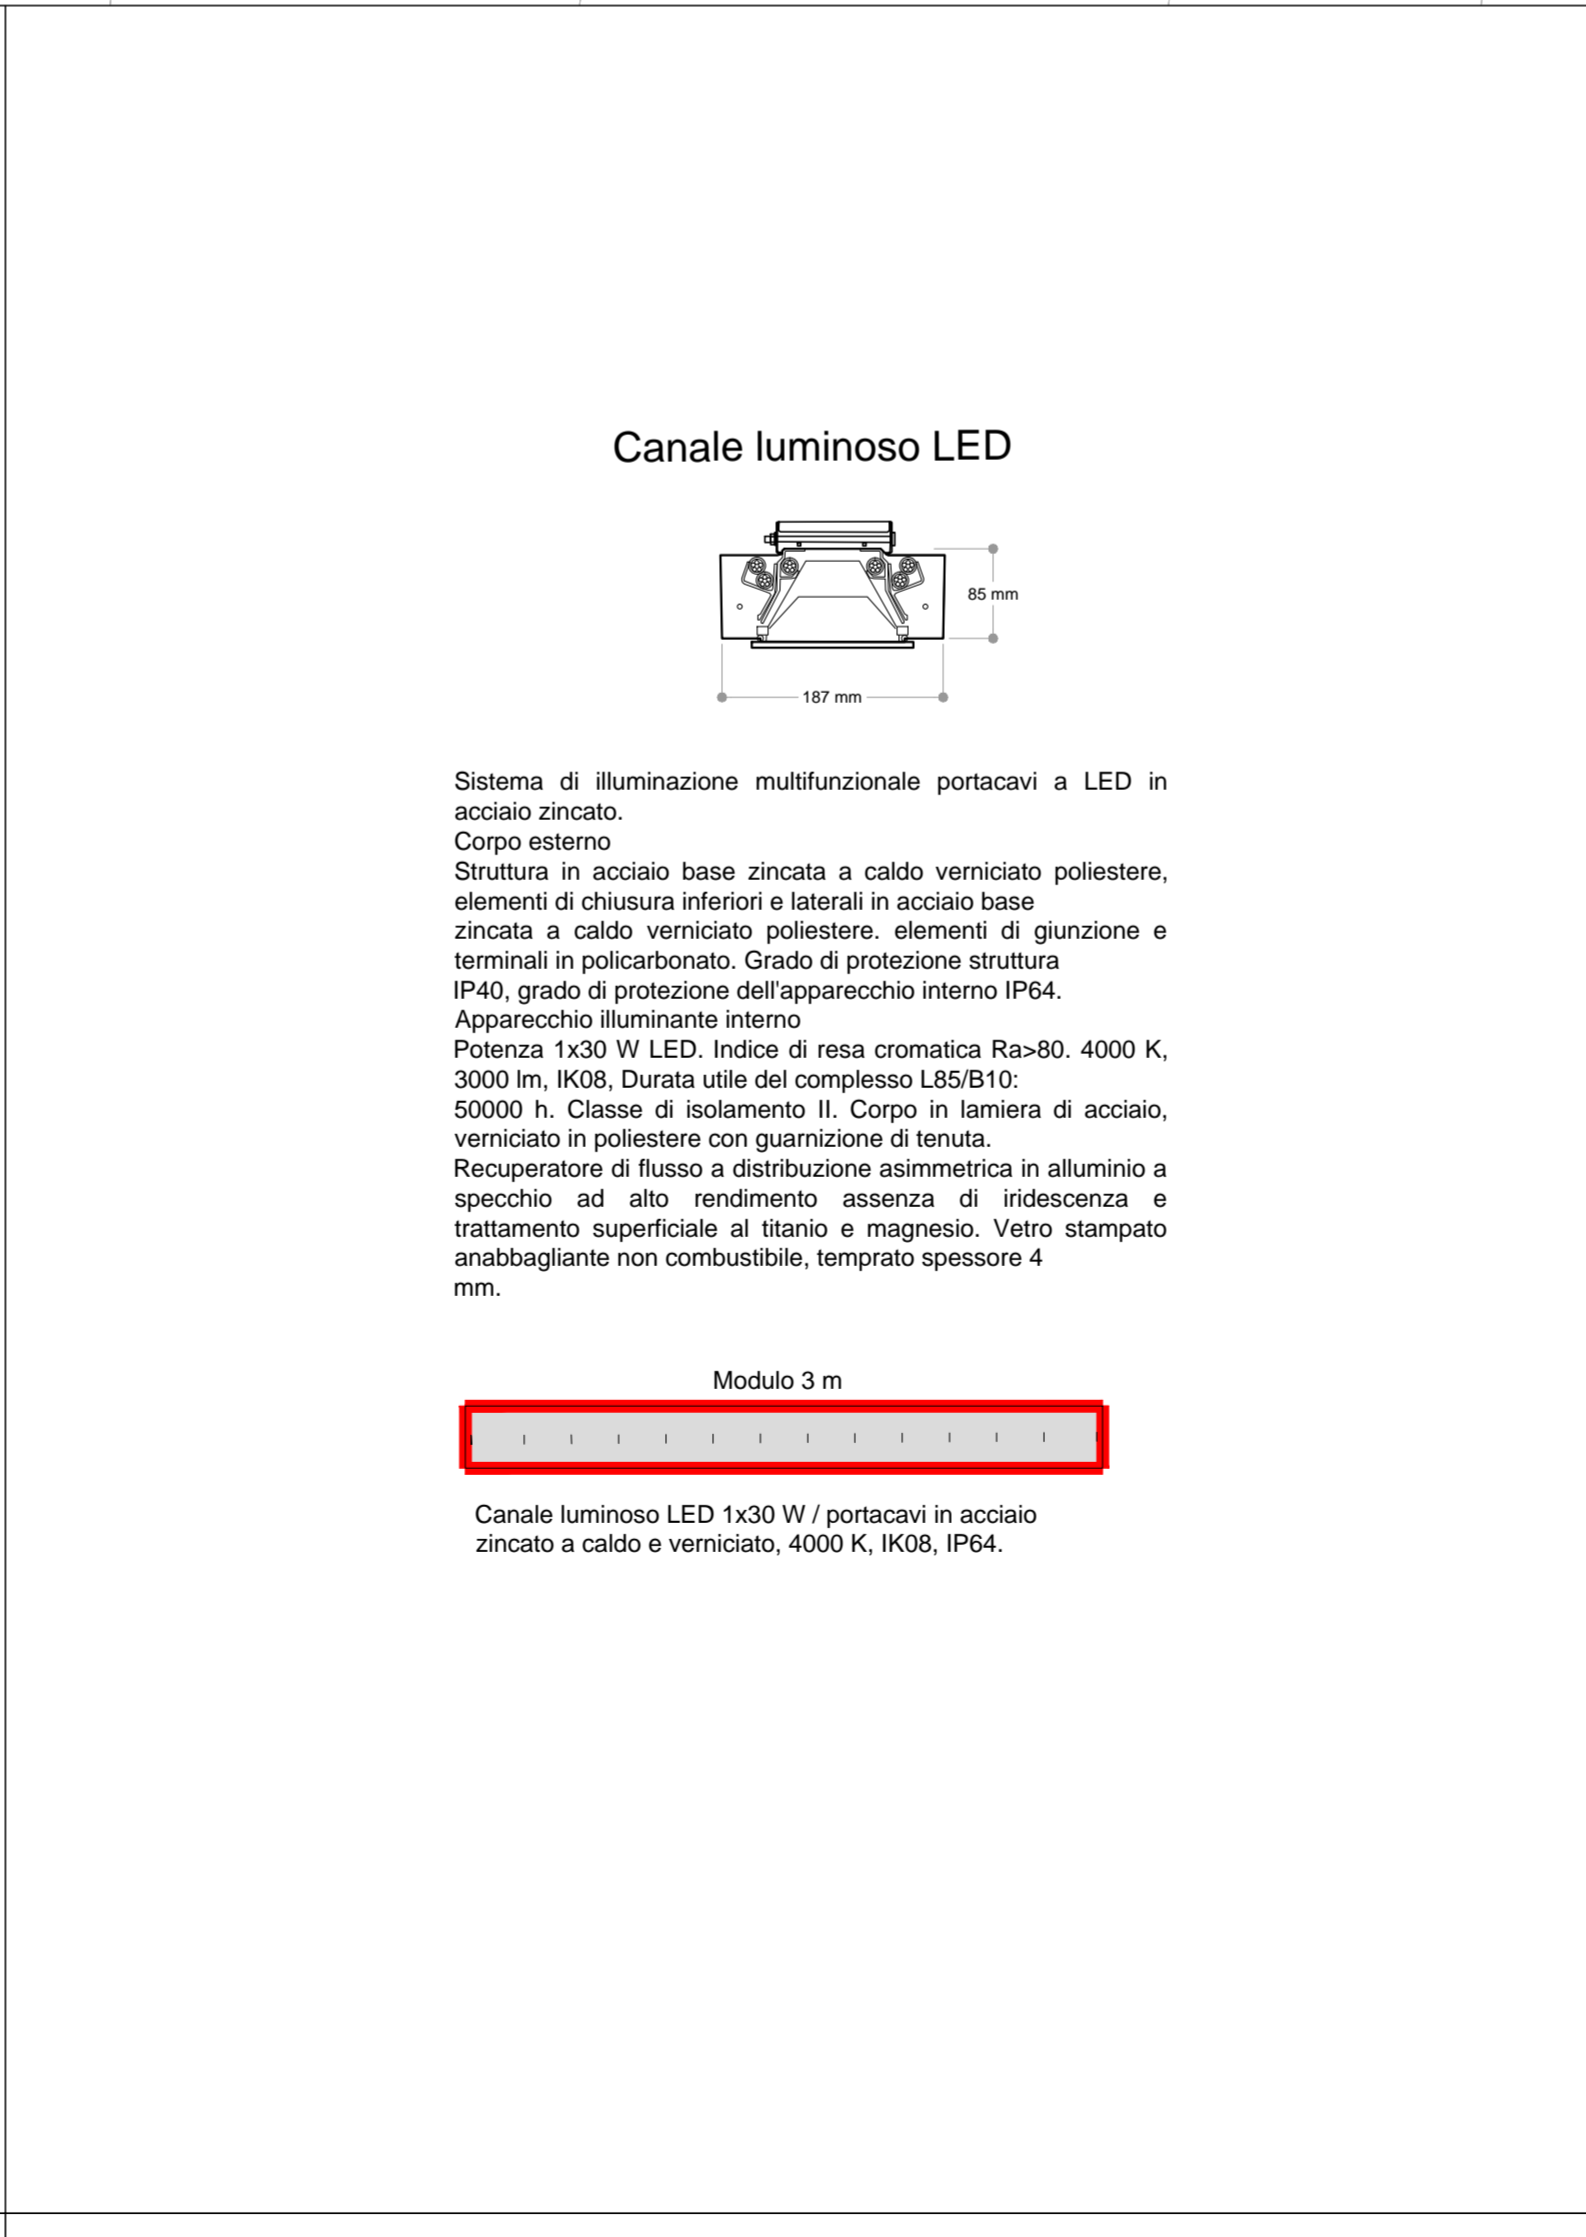 Canale luminoso LED
85 mm
187 mm
Sistema di illuminazione multifunzionale portacavi a LED in
acciaio zincato.
Corpo esterno
Struttura in acciaio base zincata a caldo verniciato poliestere,
elementi di chiusura inferiori e laterali in acciaio base
zincata a caldo verniciato poliestere. elementi di giunzione e
terminali in policarbonato. Grado di protezione struttura
IP40, grado di protezione dell'apparecchio interno IP64.
Apparecchio illuminante interno
Potenza 1x30 W LED. Indice di resa cromatica Ra>80. 4000 K,
3000 lm, IK08, Durata utile del complesso L85/B10:
50000 h. Classe di isolamento II. Corpo in lamiera di acciaio,
verniciato in poliestere con guarnizione di tenuta.
Recuperatore di flusso a distribuzione asimmetrica in alluminio a
specchio ad alto rendimento assenza di iridescenza e
trattamento superficiale al titanio e magnesio. Vetro stampato
anabbagliante non combustibile, temprato spessore 4
mm.
Modulo 3 m
Canale luminoso LED 1x30 W / portacavi in acciaio
zincato a caldo e verniciato, 4000 K, IK08, IP64.